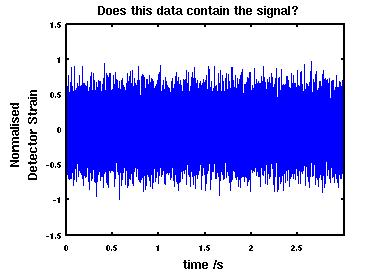 Does this data contain the signal?
1.5
1
0.5
0
-0.5
-1
-1.5
Normalised
Detector Strain
0 0.5 1 1.5 2 2.5
time /s